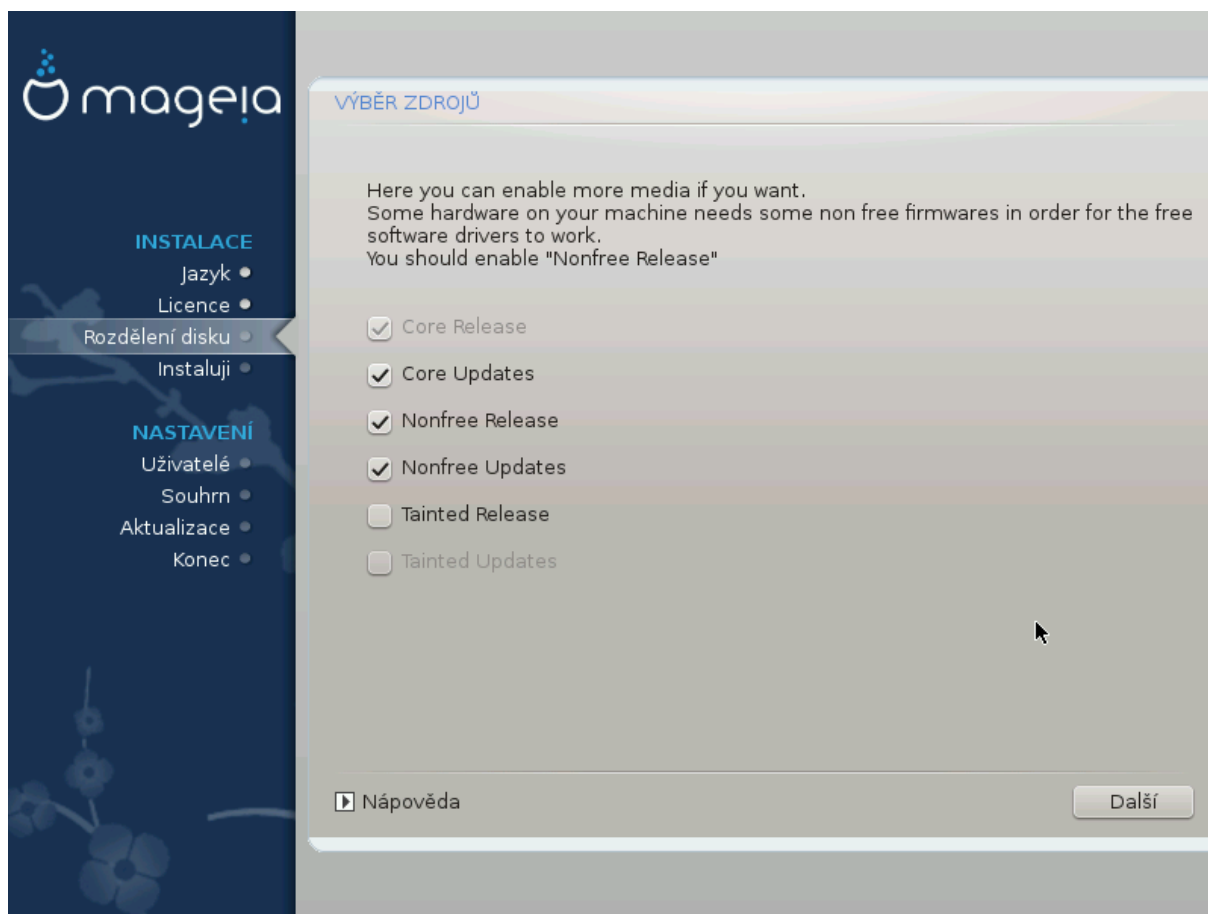 mageia
INSTALACE
Jazyk
Licence
Rozdělení disku
Instaluji
NASTAVENÍ
Uživatelé
Souhrn
Aktualizace
Konec
VÝBĚR ZDROJŮ
Here you can enable more media if you want.
Some hardware on your machine needs some non free firmwares in order for the free
software drivers to work.
You should enable "Nonfree Release"
Core Release
Core Updates
Nonfree Release
Nonfree Updates
Tainted Release
Tainted Updates
Nápověda
Další